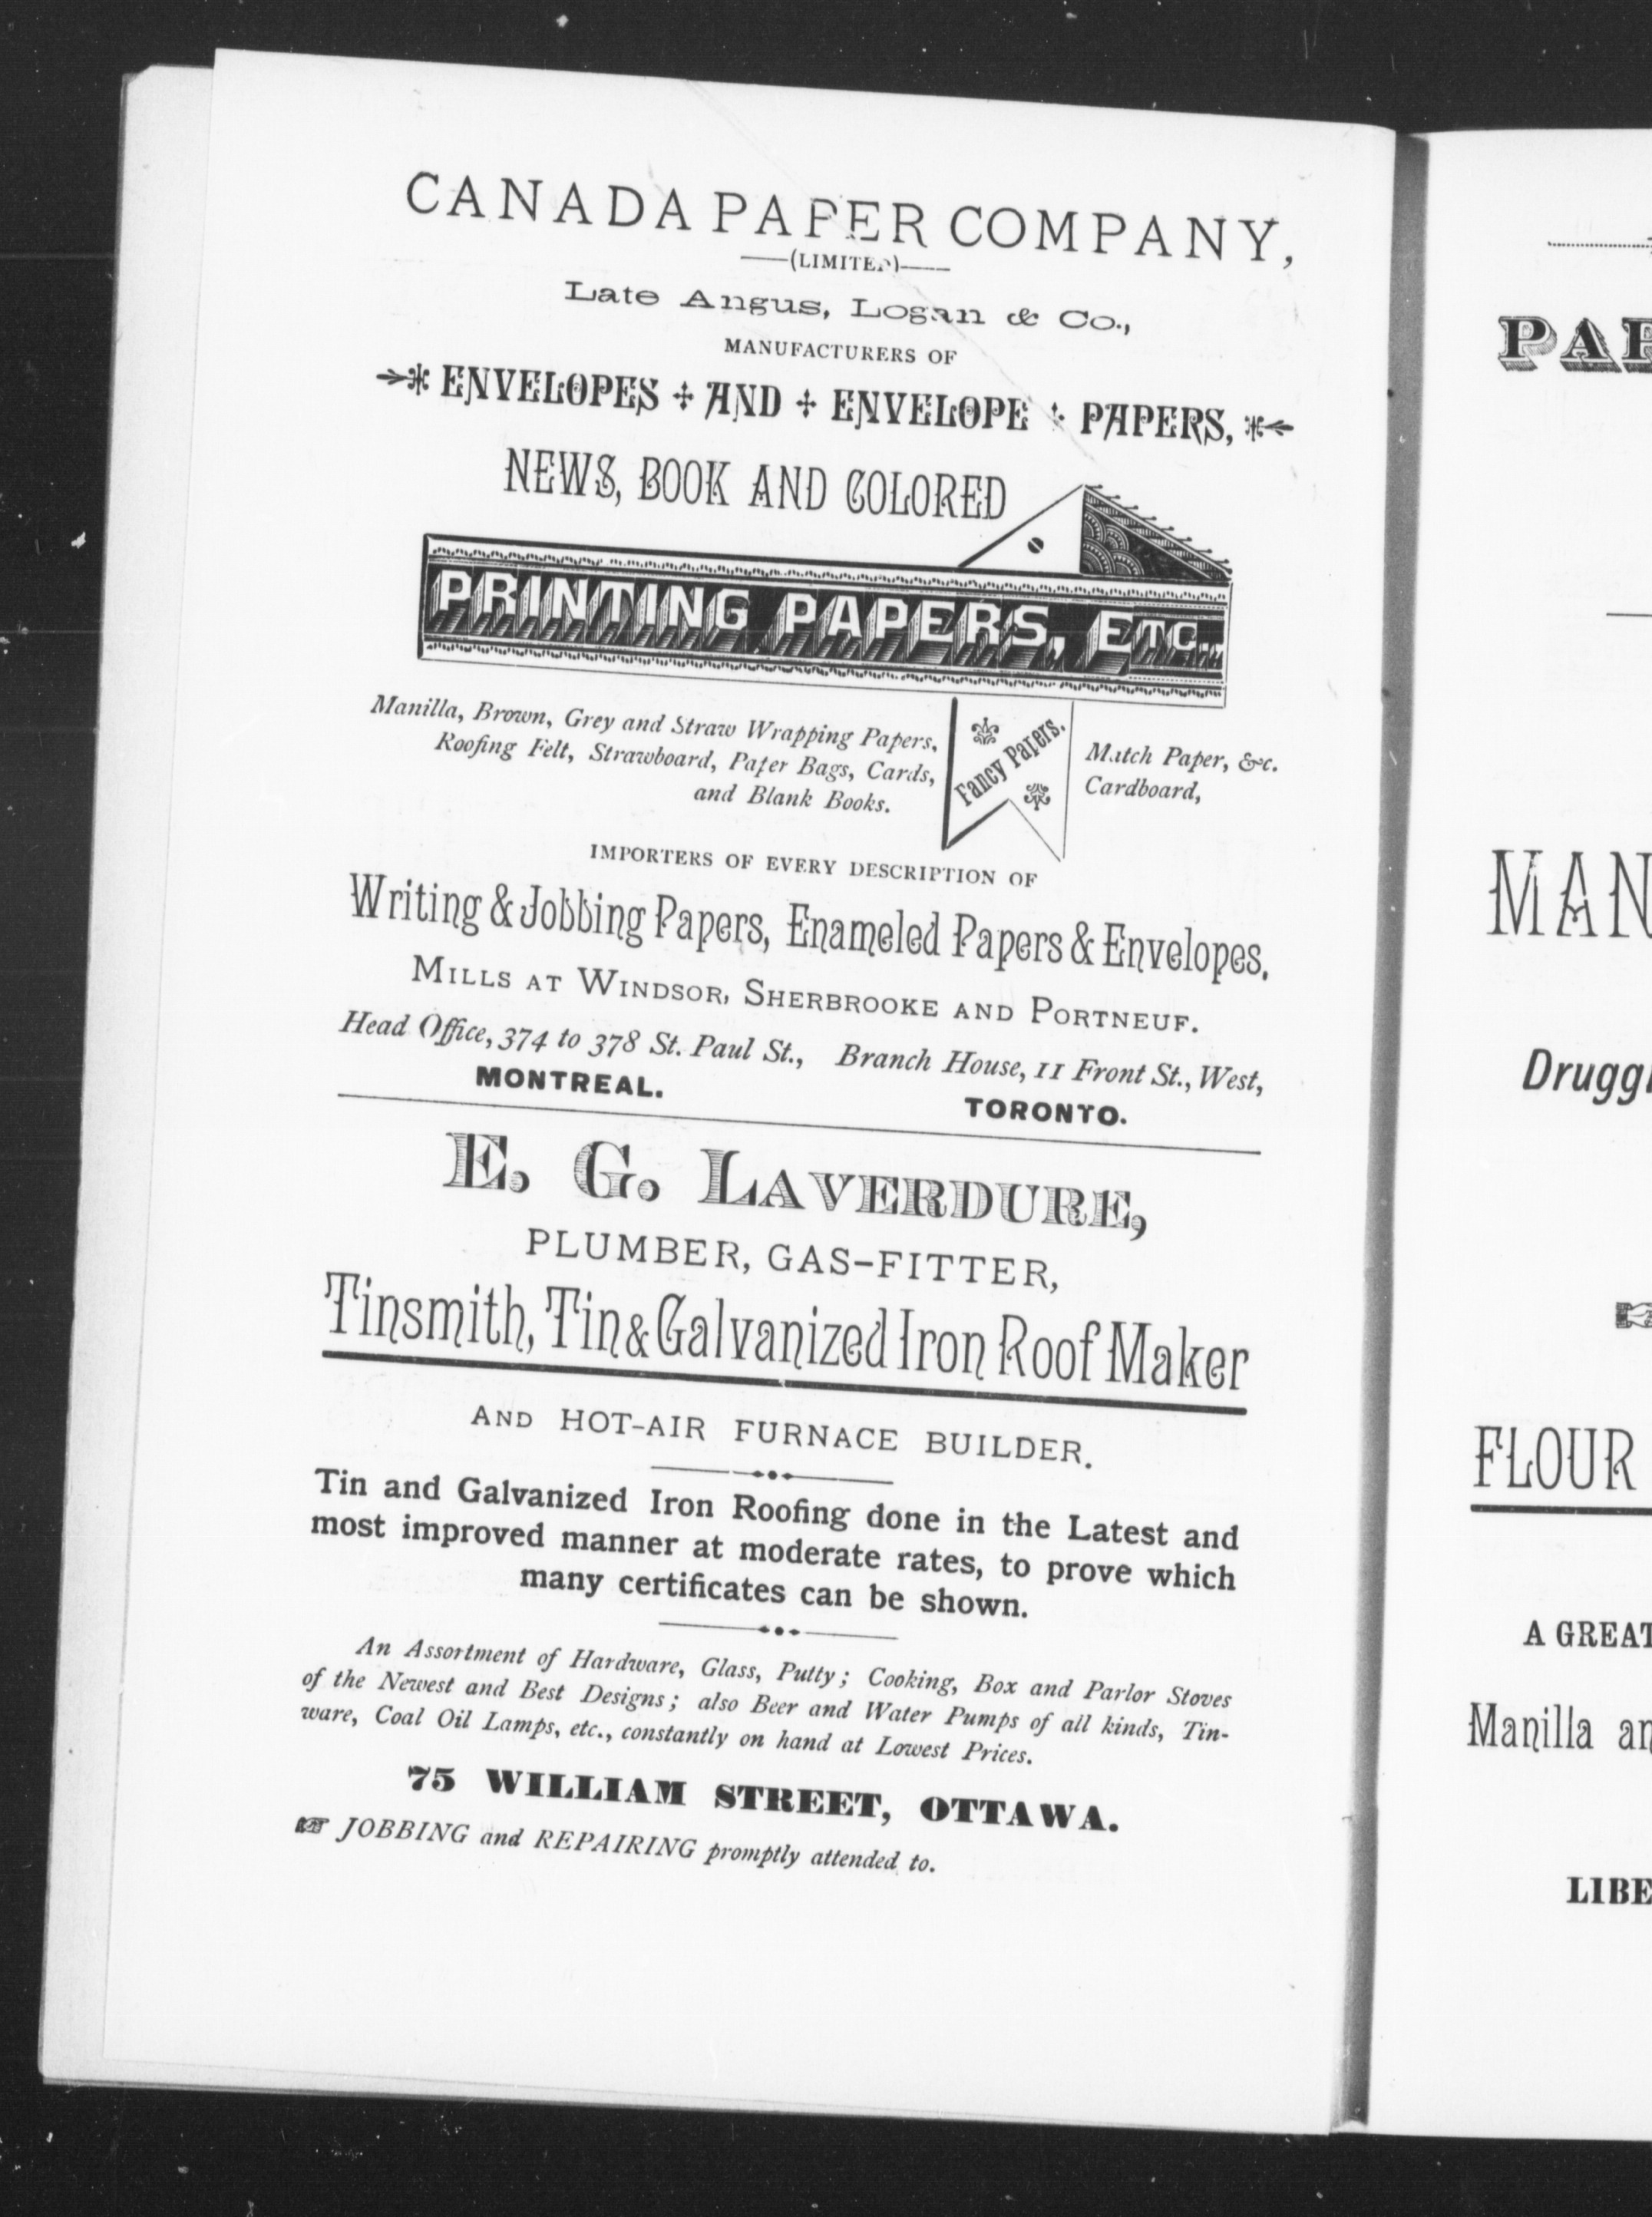 CANADA PAPER COMPANY,
(LIMITED)
Late Angus, Logan & Co.,
MANUFACTURERS OF
ENVELOPES AND ENVELOPE PAPERS,
NEWS, BOOK AND COLORED
PRINTING PAPERS, ETC.,
Manilla, Brown, Grey and Straw Wrapping Papers,
Roofing Felt, Strawboard, Paper Bags, Cards,
and Blank Books.
Fancy Papers.
Match Paper, &c.
Cardboard,
IMPORTERS OF EVERY DESCRIPTION OF
Writing & Jobbing Papers, Enameled Papers & Envelopes.
MILLS AT WINDSOR, SHERBROOKE AND PORTNEUF.
Head Office, 374 to 378 St. Paul St., Branch House, 11 Front St., West,
MONTREAL. TORONTO.
E. G. LAVERDURE,
PLUMBER, GAS-FITTER,
Tinsmith, Tin & Galvanized Iron Roof Maker
AND HOT-AIR FURNACE BUILDER.
Tin and Galvanized Iron Roofing done in the Latest and
most improved manner at moderate rates, to prove which
many certificates can be shown.
An Assortment of Hardware, Glass, Putty; Cooking, Box and Parlor Stoves
of the Newest and Best Designs; also Beer and Water Pumps of all kinds, Tin-
ware, Coal Oil Lamps, etc., constantly on hand at Lowest Prices.
75 WILLIAM STREET, OTTAWA.
☞ JOBBING and REPAIRING promptly attended to.
MAN
Druggi
☞
FLOUR
A GREAT
Manilla an
LIBE